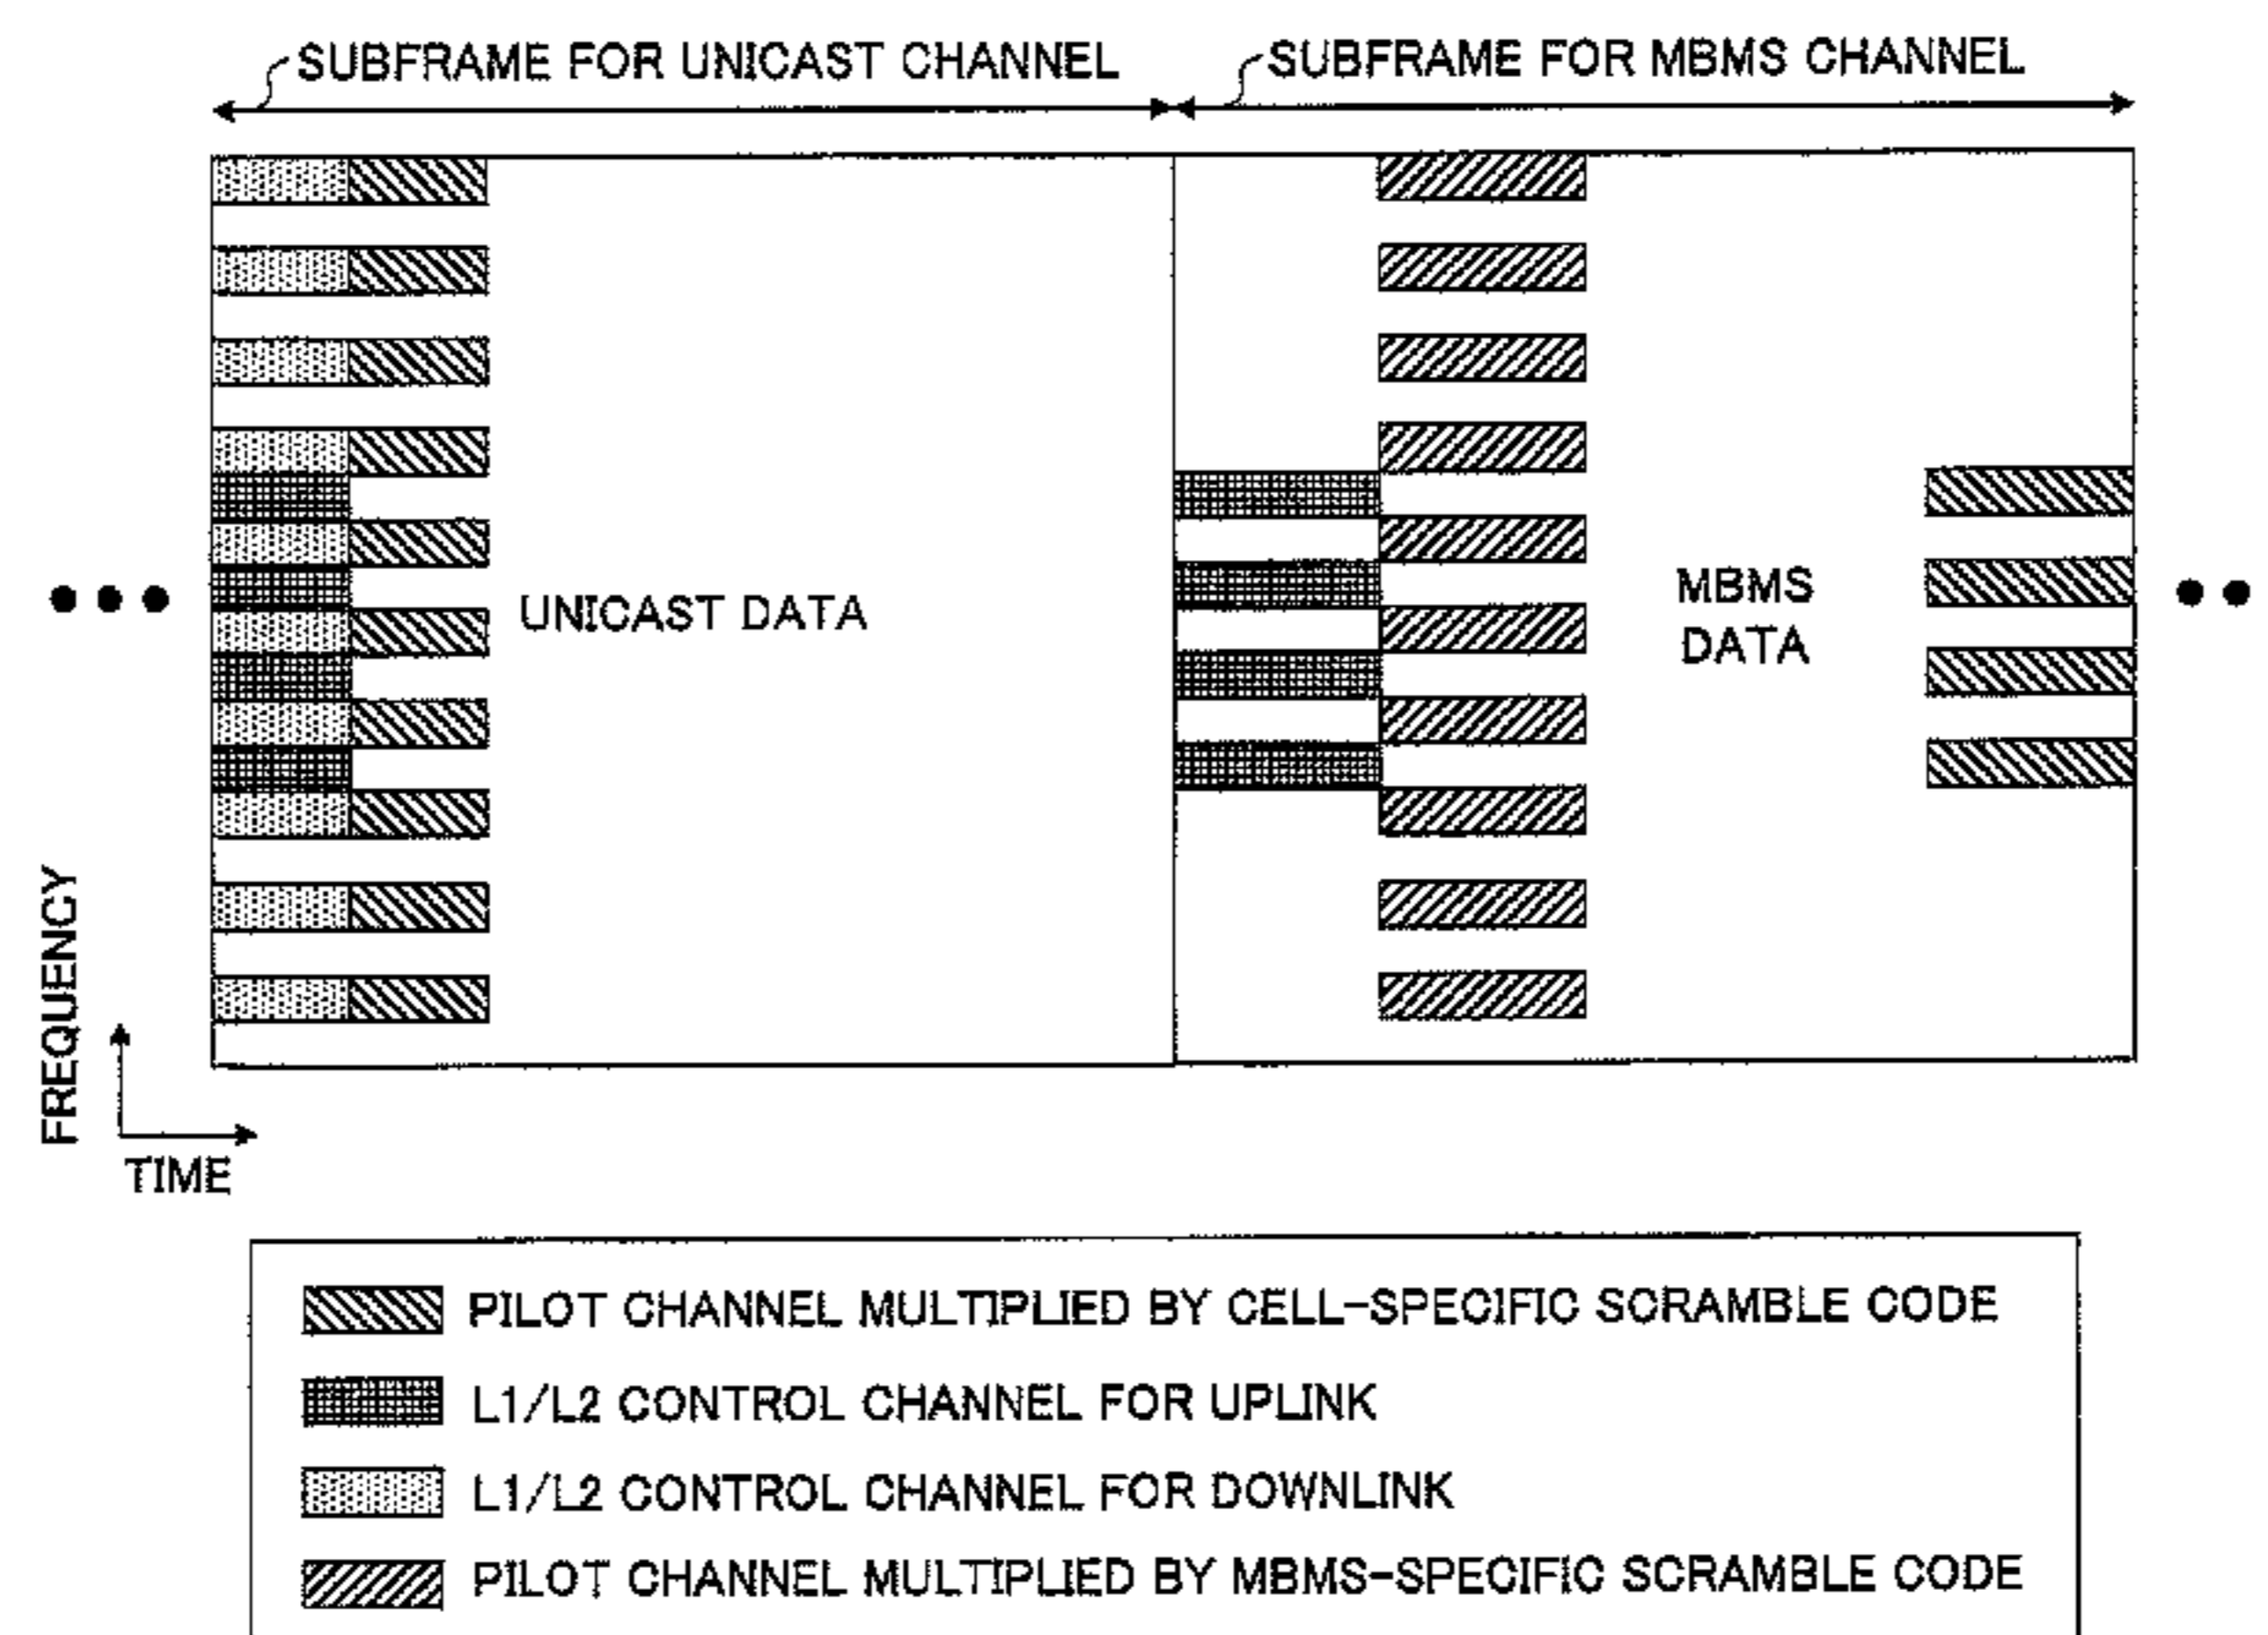 SUBFRAME FOR UNICAST CHANNEL
SUBFRAME FOR MBMS CHANNEL
UNICAST DATA
MBMS
DATA
FREQUENCY
TIME
PILOT CHANNEL MULTIPLIED BY CELL-SPECIFIC SCRAMBLE CODE
L1/L2 CONTROL CHANNEL FOR UPLINK
L1/L2 CONTROL CHANNEL FOR DOWNLINK
PILOT CHANNEL MULTIPLIED BY MBMS-SPECIFIC SCRAMBLE CODE